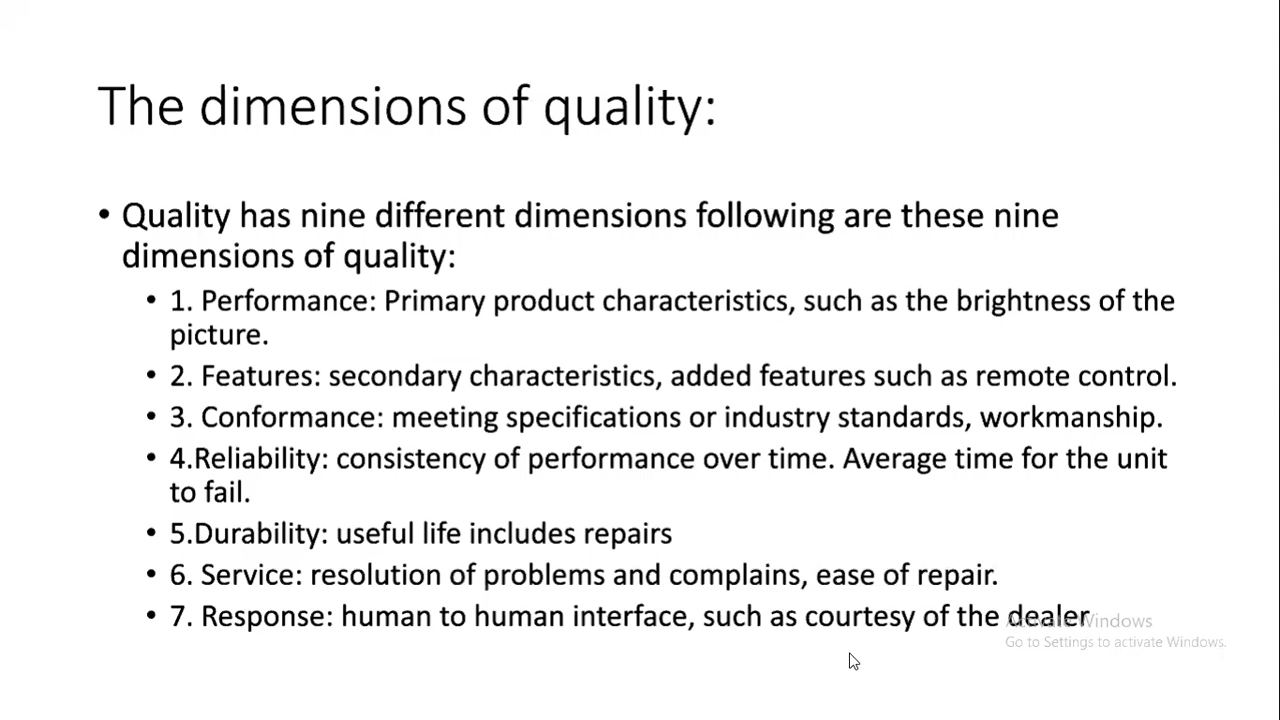 The dimensions of quality:
• Quality has nine different dimensions following are these nine
dimensions of quality:
• 1. Performance: Primary product characteristics, such as the brightness of the
picture.
• 2. Features: secondary characteristics, added features such as remote control.
• 3. Conformance: meeting specifications or industry standards, workmanship.
• 4.Reliability: consistency of performance over time. Average time for the unit
to fail.
• 5.Durability: useful life includes repairs
• 6. Service: resolution of problems and complains, ease of repair.
• 7. Response: human to human interface, such as courtesy of the dealer
Activate Windows
Go to Settings to activate Windows.